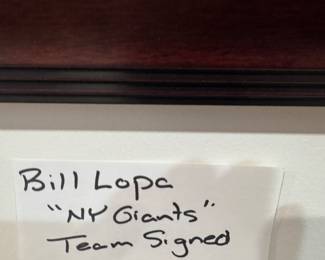 Bill Lopa
"NY Giants"
Team Signed